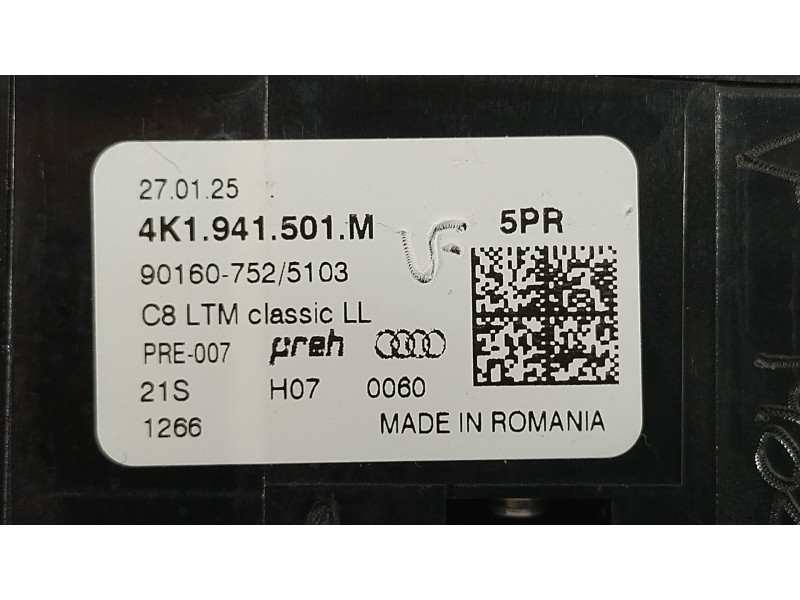 27.01.25
4K1.941.501.M 5PR
90160-752/5103
C8 LTM classic LL
PRE-007 preh
21S H07 0060
1266 MADE IN ROMANIA